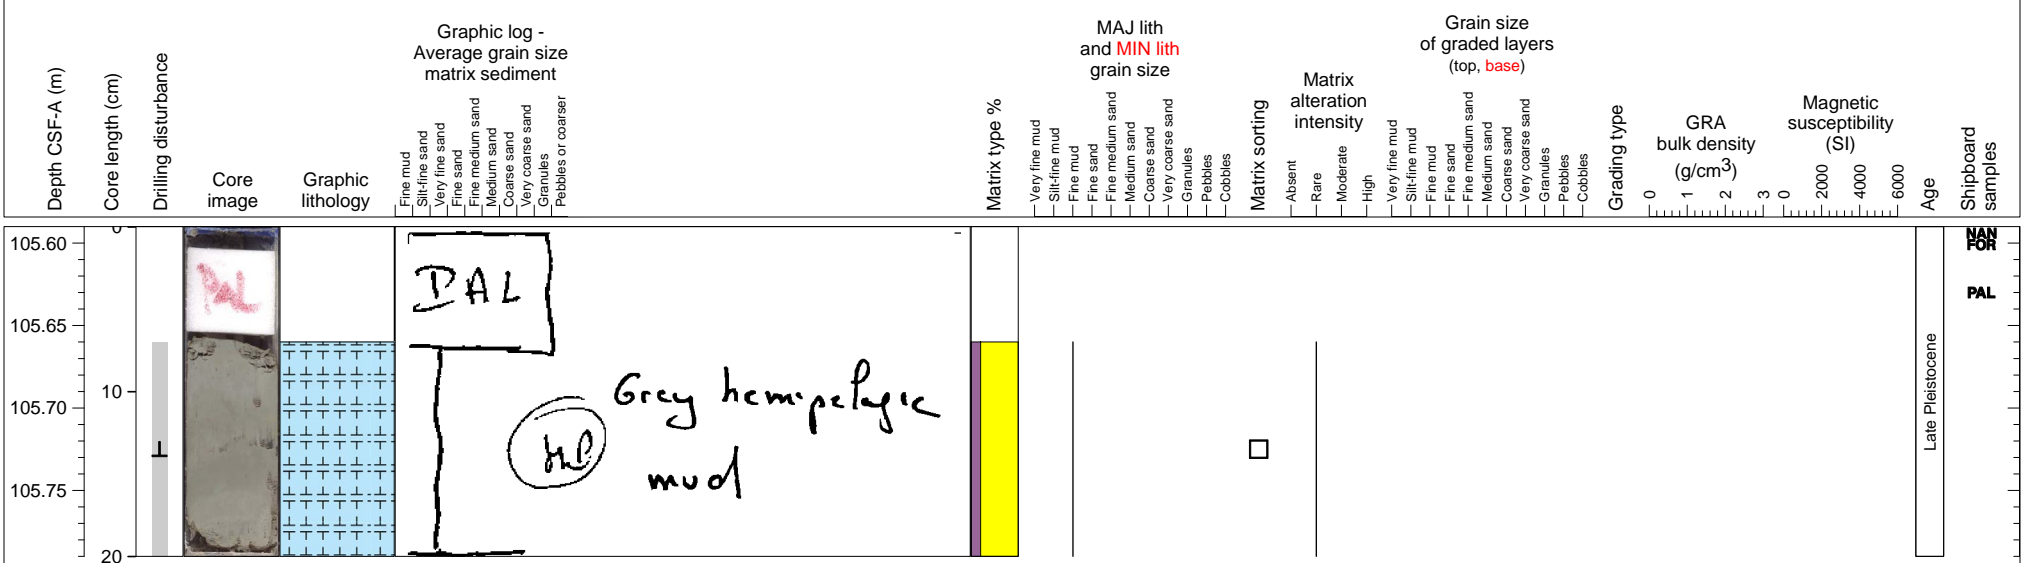 Depth CSF-A (m)
Core length (cm)
Drilling disturbance
Core
image
Graphic
lithology
Graphic log -
Average grain size
matrix sediment
Fine mud
Silt-fine sand
Very fine sand
Fine sand
Fine medium sand
Medium sand
Coarse sand
Very coarse sand
Granules
Pebbles or coarser
Matrix type %
MAJ lith
and MIN lith
grain size
Very fine mud
Silt-fine mud
Fine mud
Fine sand
Fine medium sand
Medium sand
Coarse sand
Very coarse sand
Granules
Pebbles
Cobbles
Matrix sorting
Matrix
alteration
intensity
Absent
Rare
Moderate
High
Grain size
of graded layers
(top, base)
Very fine mud
Silt-fine mud
Fine mud
Fine sand
Fine medium sand
Medium sand
Coarse sand
Very coarse sand
Granules
Pebbles
Cobbles
Grading type
GRA
bulk density
(g/cm3)
0 1 2 3
Magnetic
susceptibility
(SI)
0 2000 4000 6000
Age
Shipboard
samples
105.60
105.65
105.70
105.75
0
10
20
PAL
PAL
Grey hemipelagic
mud
HP
Late Pleistocene
NAN
FOR
PAL